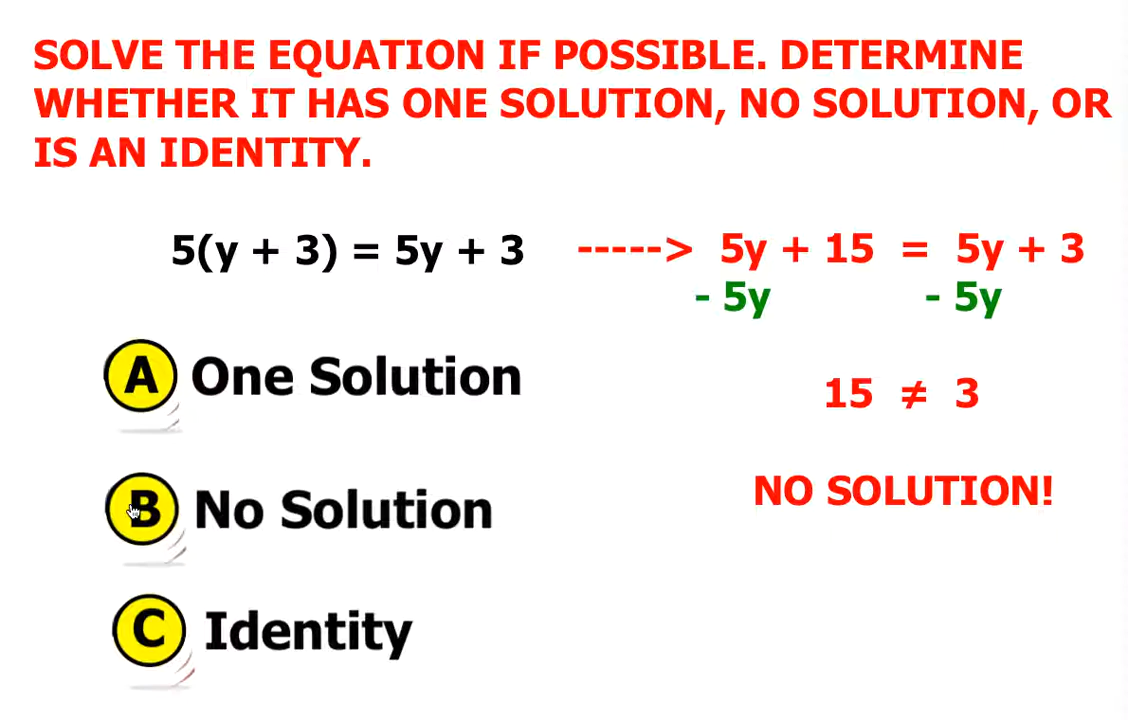 SOLVE THE EQUATION IF POSSIBLE. DETERMINE
WHETHER IT HAS ONE SOLUTION, NO SOLUTION, OR
IS AN IDENTITY.
5(y + 3) = 5y + 3 -----> 5y + 15 = 5y + 3
- 5y - 5y
A One Solution
15 ≠ 3
B No Solution
NO SOLUTION!
C Identity